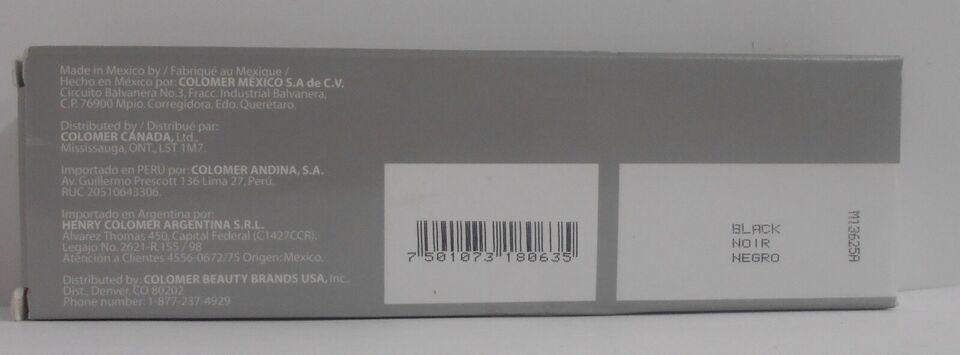 Made in Mexico by / Fabriqué au Mexique /
Hecho en México por: COLOMER MÉXICO S.A de C.V.
Circuito Balvanera No.3, Fracc. Industrial Balvanera,
C.P. 76900 Mpio. Corregidora, Edo. Querétaro.
Distributed by / Distribué par:
COLOMER CANADA, Ltd.,
Mississauga, ONT., L5T 1M7.
Importado en PERÚ por: COLOMER ANDINA, S.A.
Av. Guillermo Prescott 136 Lima 27, Perú.
RUC 20510643306.
Importado en Argentina por:
HENRY COLOMER ARGENTINA S.R.L.
Alvarez Thomas 450, Capital Federal (C1427CCR).
Legajo No. 2621-R.155 / 98
Atención a Clientes 4556-0672/75 Origen: México.
Distributed by: COLOMER BEAUTY BRANDS USA, Inc.,
Dist., Denver, CO 80202
Phone number: 1-877-237-4929
7 501073 180635
BLACK
NOIR
NEGRO
M13625A